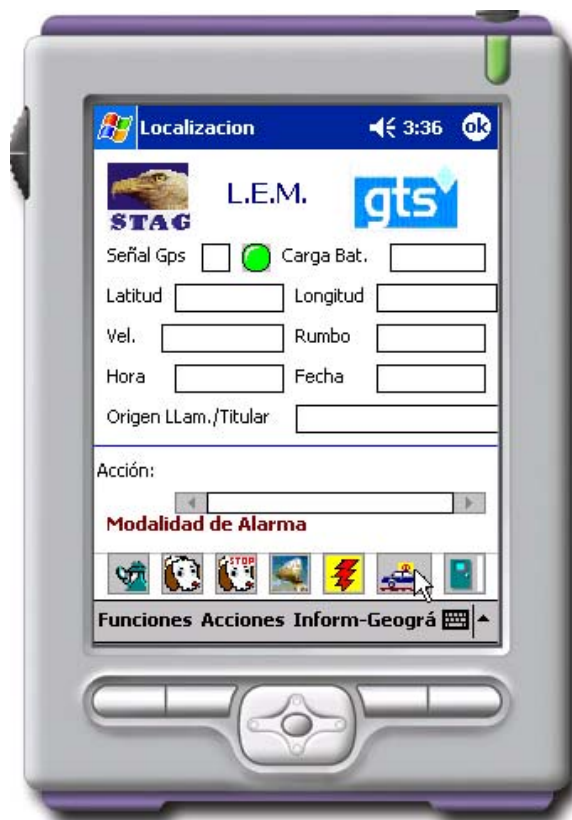 Localizacion 3:36 ok
STAG L.E.M. gts
Señal Gps Carga Bat.
Latitud Longitud
Vel. Rumbo
Hora Fecha
Origen LLam./Titular
Acción:
Modalidad de Alarma
STOP
Funciones Acciones Inform-Geográ